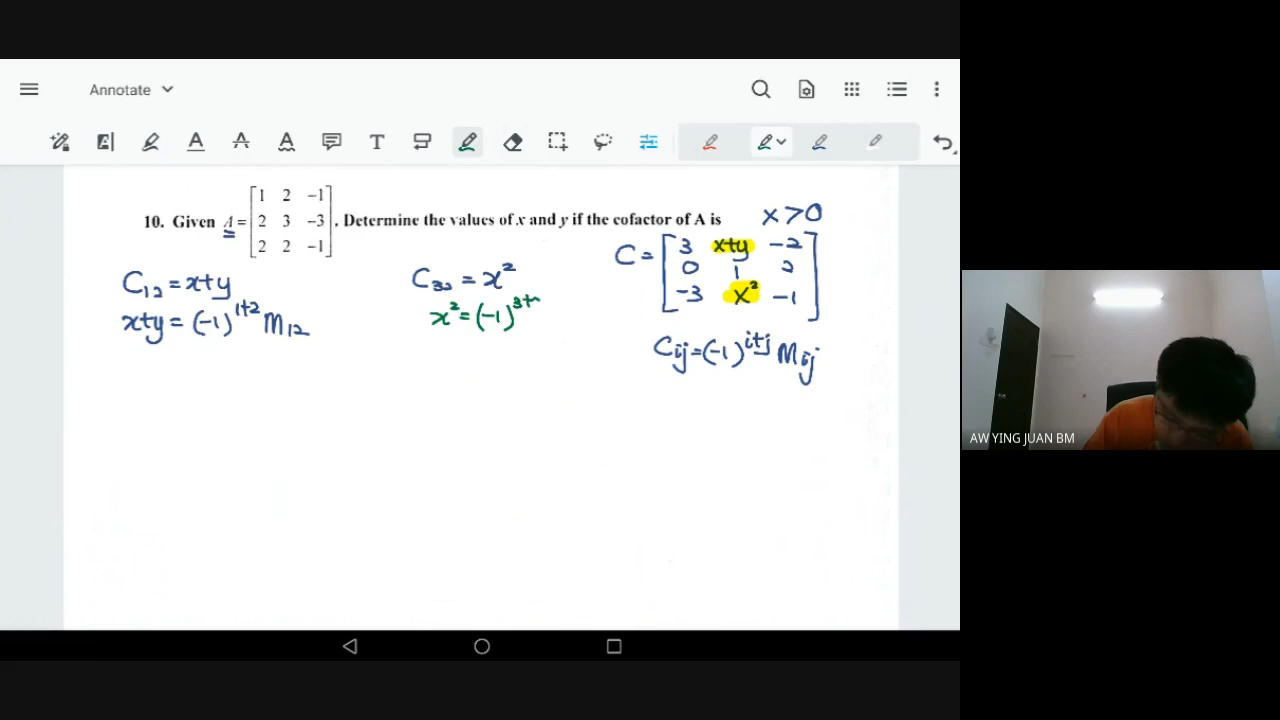 Annotate
10. Given A = [1 2 -1; 2 3 -3; 2 2 -1]. Determine the values of x and y if the cofactor of A is
x > 0
C = [3 x+y -2; 0 1 2; -3 x² -1]
C₁₂ = x+y
x+y = (-1)¹⁺² M₁₂
C₃₂ = x²
x² = (-1)³⁺
Cij = (-1)^i+j Mij
AW YING JUAN BM